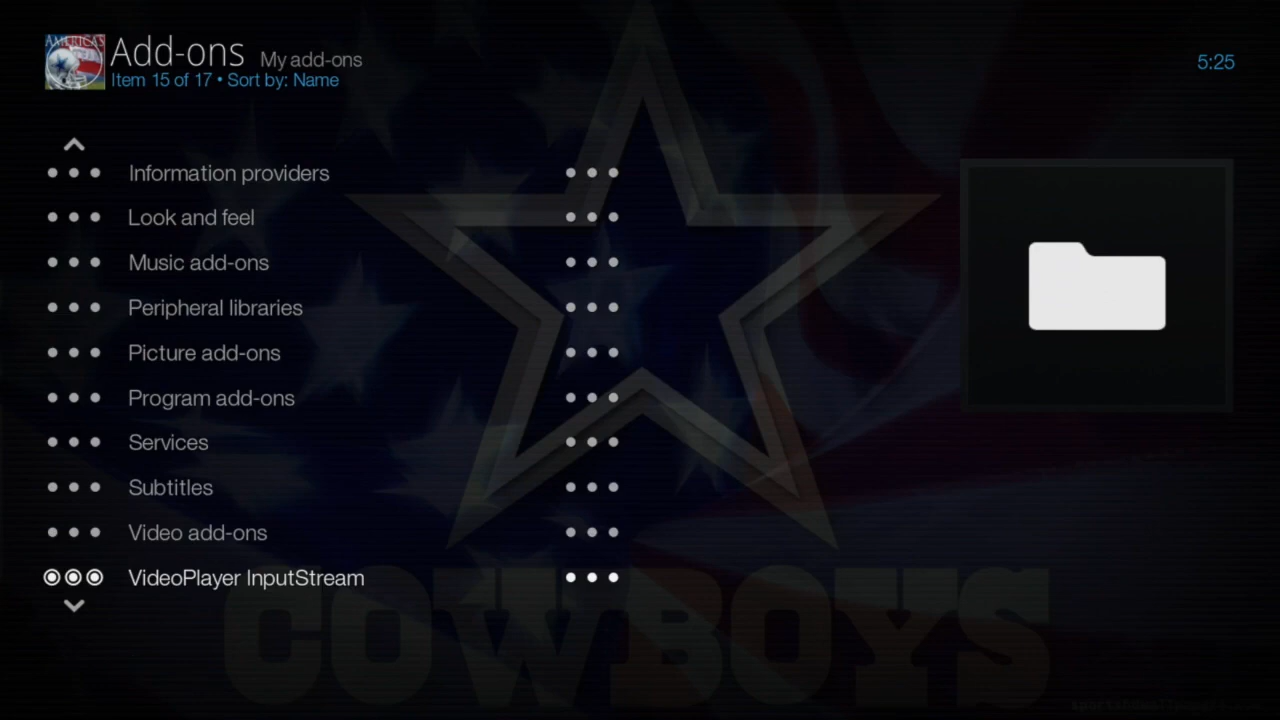 AMERICA'S
Add-ons My add-ons
Item 15 of 17 • Sort by: Name
5:25
Information providers
Look and feel
Music add-ons
Peripheral libraries
Picture add-ons
Program add-ons
Services
Subtitles
Video add-ons
VideoPlayer InputStream
COWBOYS